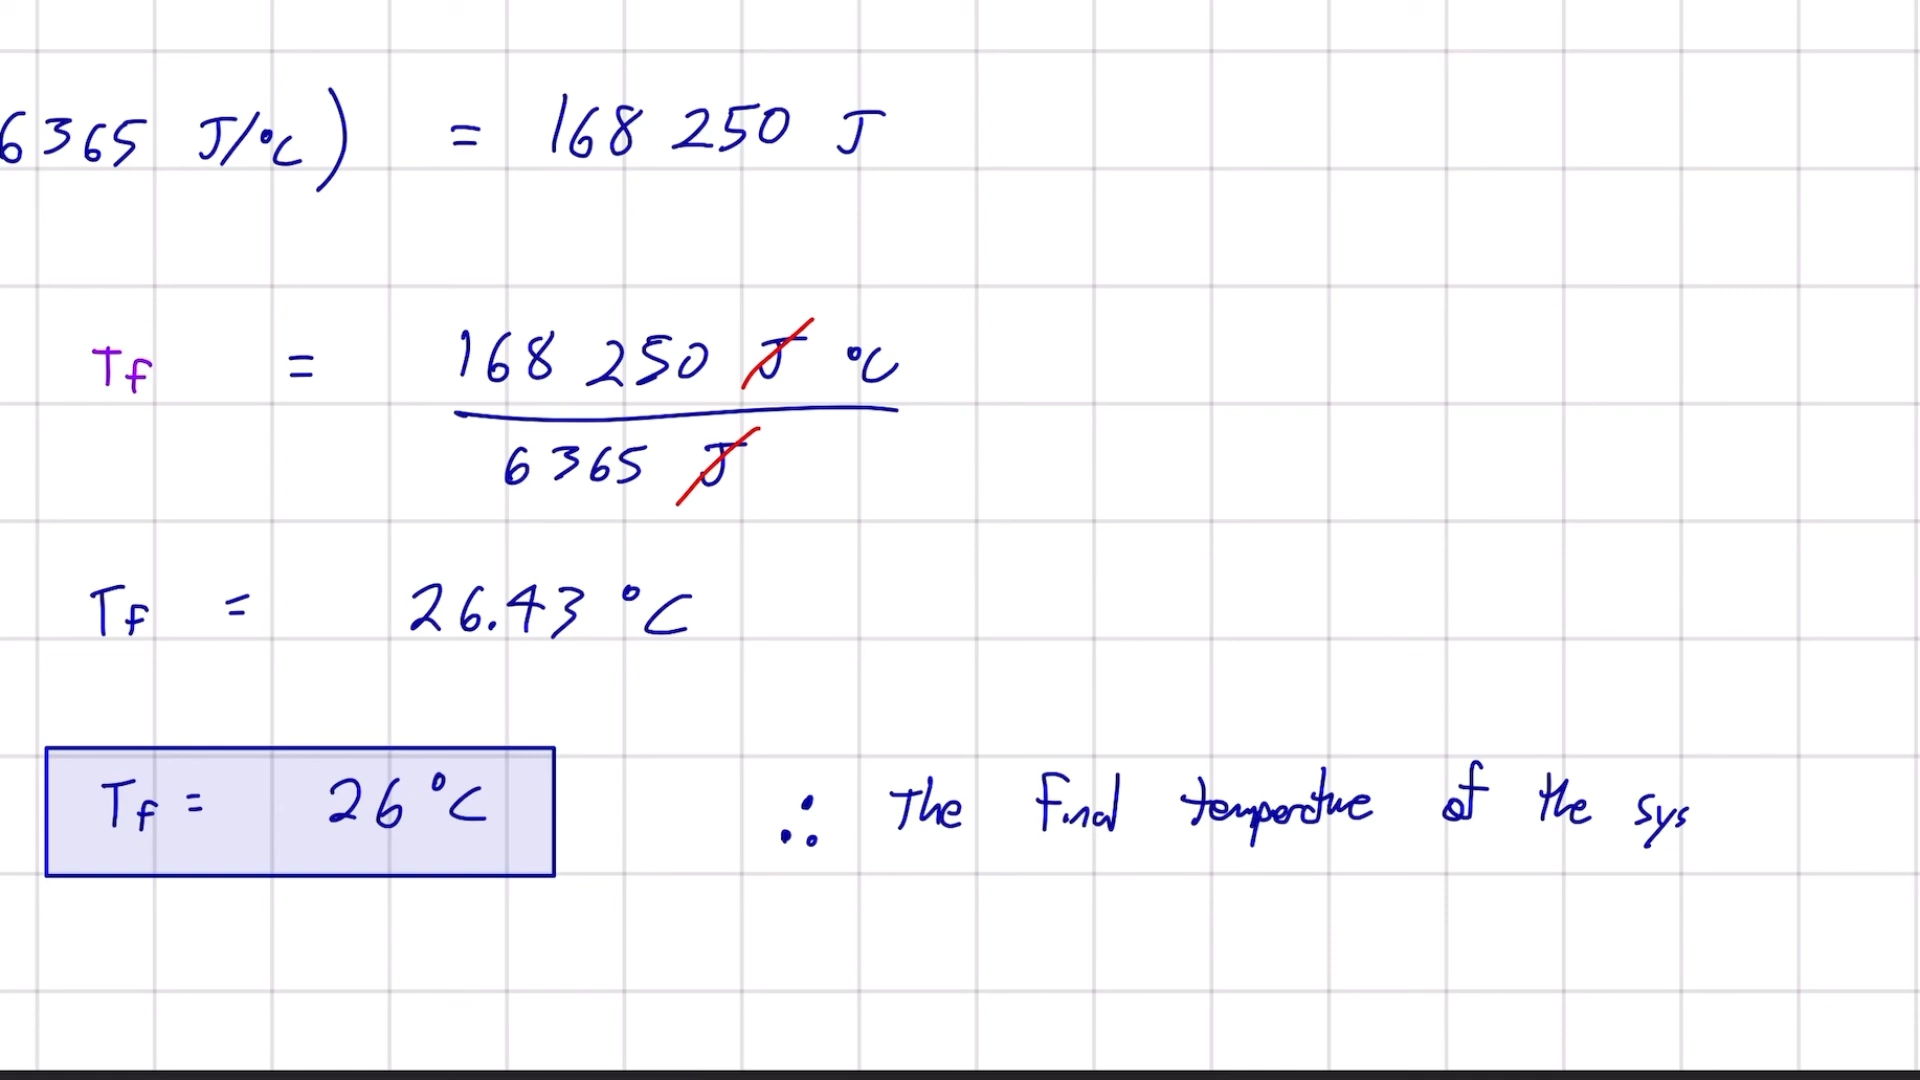 6365 J/°C) = 168 250 J
Tf = 168 250 J °C
6365 J
Tf = 26.43 °C
Tf = 26 °C
∴ The final temperature of the sys